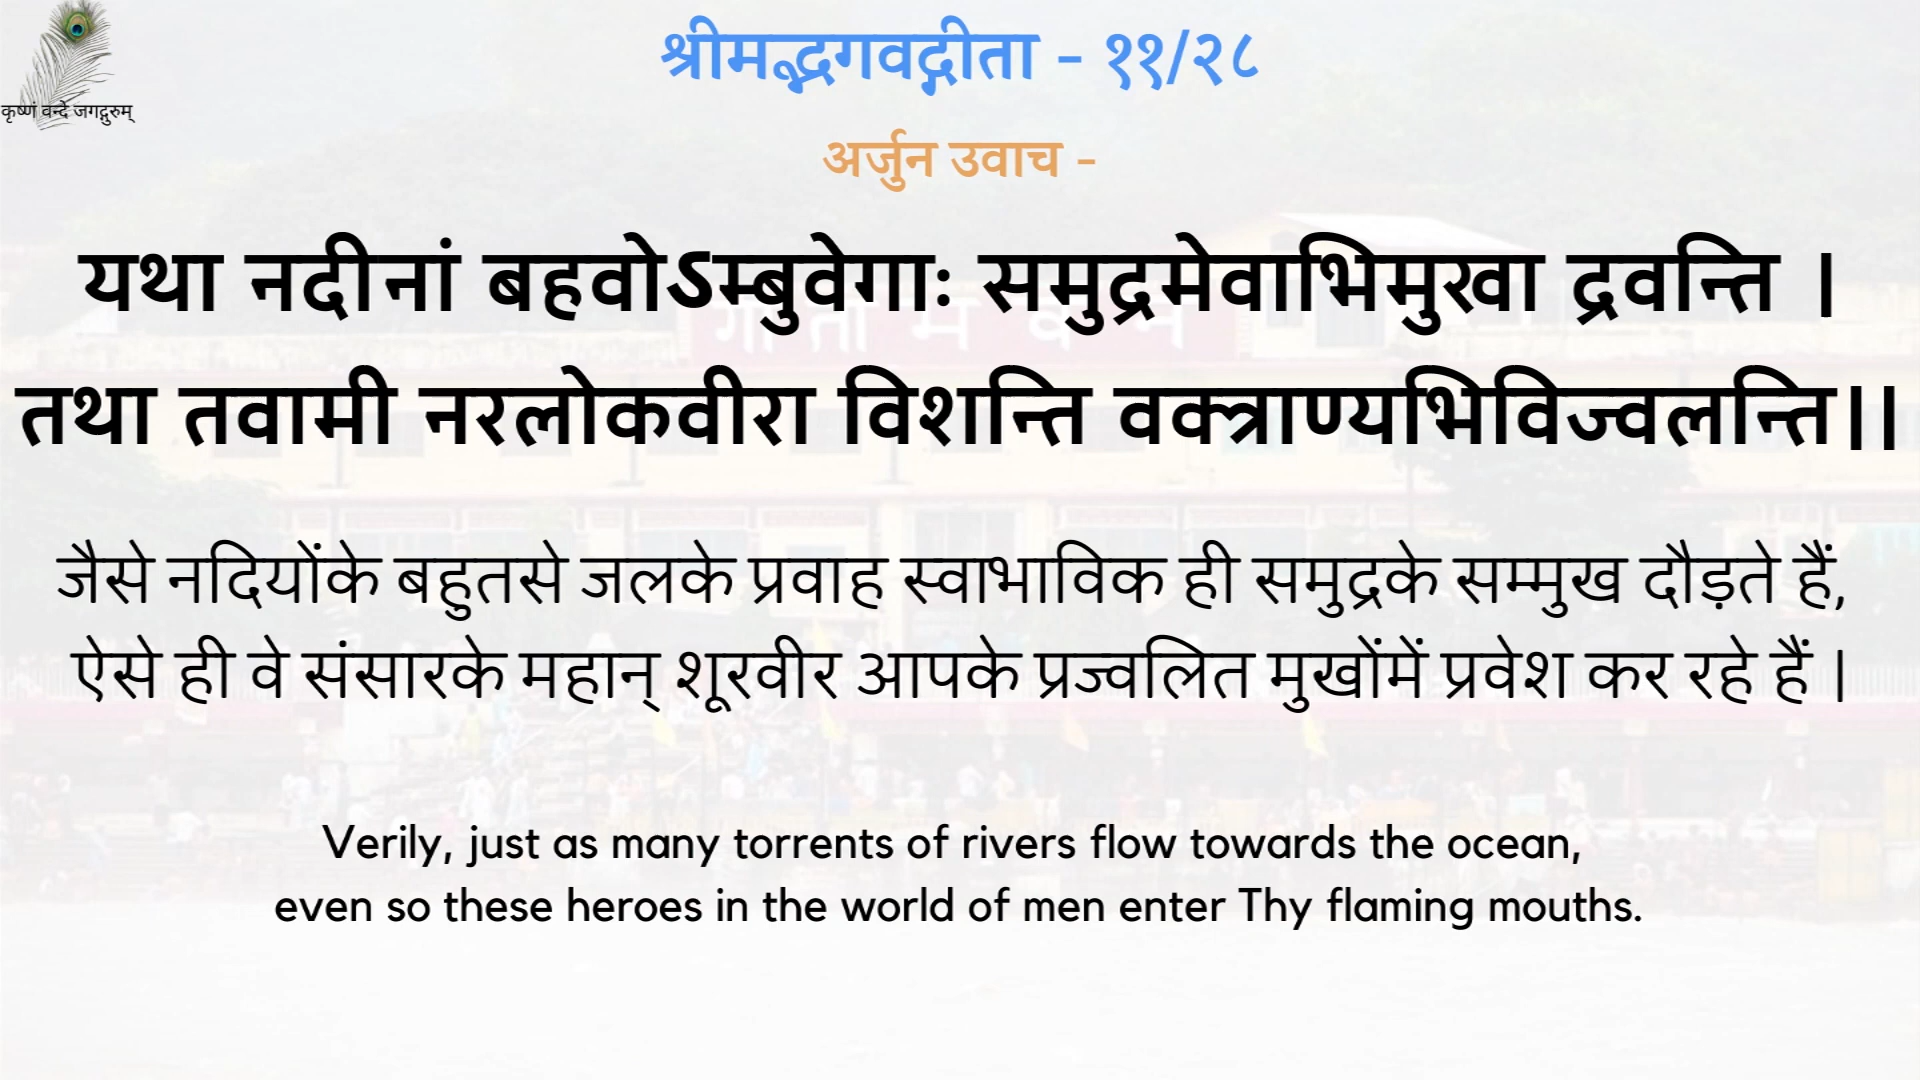 श्रीमद्भगवद्गीता - ११/२८
कृष्णं वन्दे जगद्गुरुम्
अर्जुन उवाच -
यथा नदीनां बहवोऽम्बुवेगाः समुद्रमेवाभिमुखा द्रवन्ति ।
तथा तवामी नरलोकवीरा विशन्ति वक्त्राण्यभिविज्वलन्ति।।
जैसे नदियोंके बहुतसे जलके प्रवाह स्वाभाविक ही समुद्रके सम्मुख दौड़ते हैं,
ऐसे ही वे संसारके महान् शूरवीर आपके प्रज्वलित मुखोंमें प्रवेश कर रहे हैं |
Verily, just as many torrents of rivers flow towards the ocean,
even so these heroes in the world of men enter Thy flaming mouths.